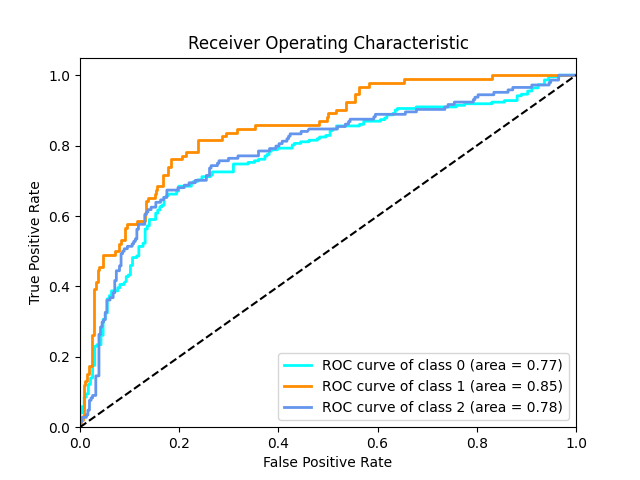 Receiver Operating Characteristic
1.0
0.8
0.6
0.4
0.2
0.0
True Positive Rate
ROC curve of class 0 (area = 0.77)
ROC curve of class 1 (area = 0.85)
ROC curve of class 2 (area = 0.78)
0.0 0.2 0.4 0.6 0.8 1.0
False Positive Rate